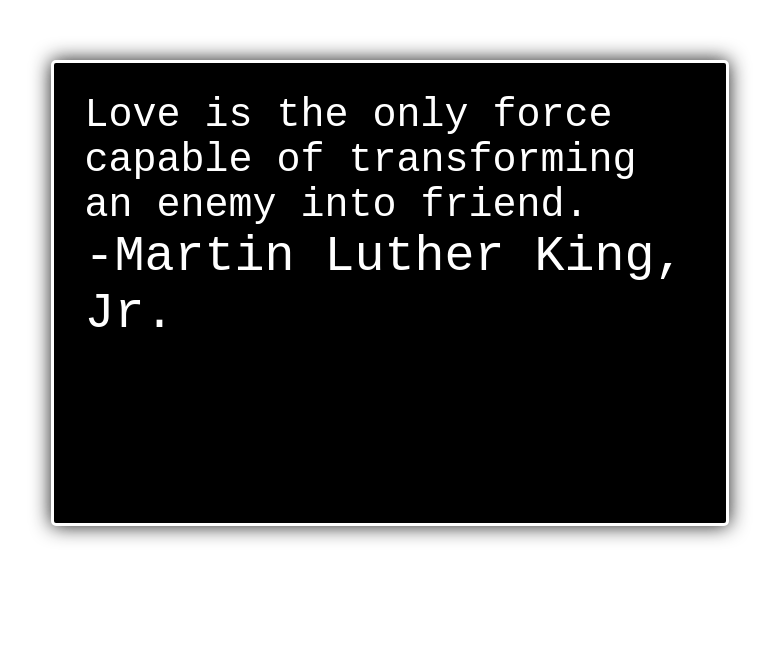 Love is the only force
capable of transforming
an enemy into friend.
-Martin Luther King,
Jr.